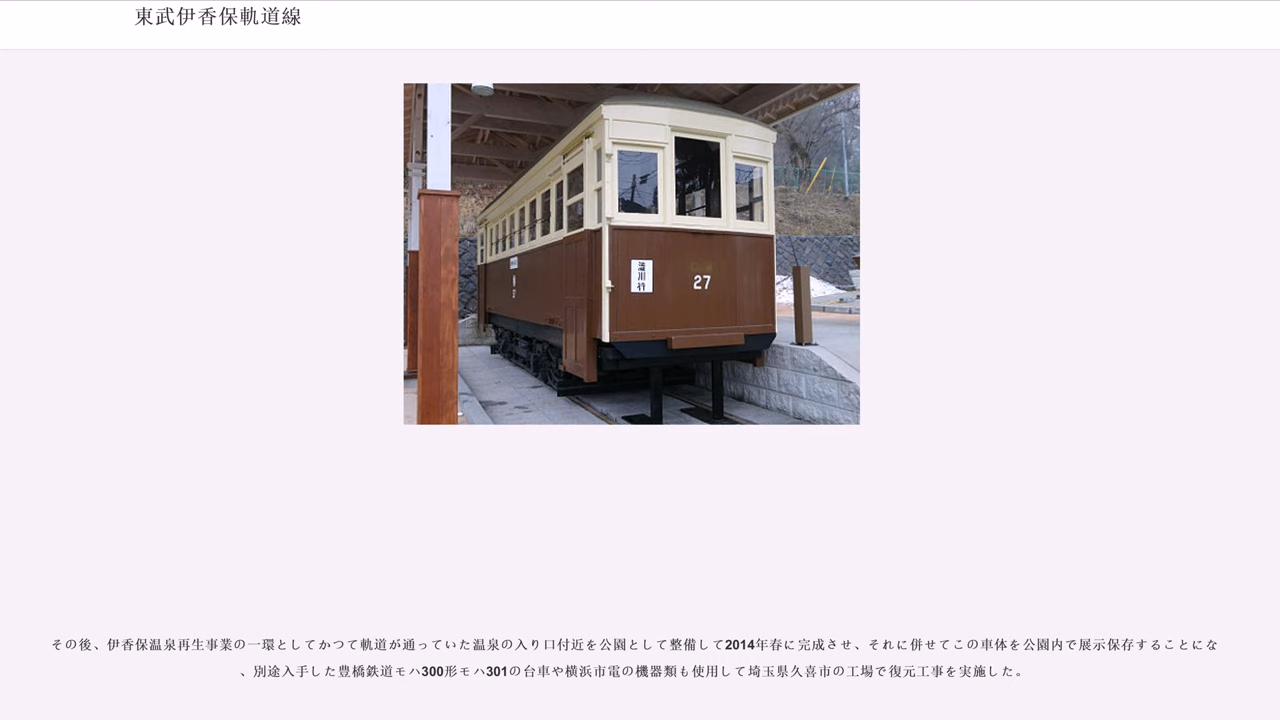 東武伊香保軌道線
渋川行
27
その後、伊香保温泉再生事業の一環としてかつて軌道が通っていた温泉の入り口付近を公園として整備して2014年春に完成させ、それに併せてこの車体を公園内で展示保存することにな
、別途入手した豊橋鉄道モハ300形モハ301の台車や横浜市電の機器類も使用して埼玉県久喜市の工場で復元工事を実施した。